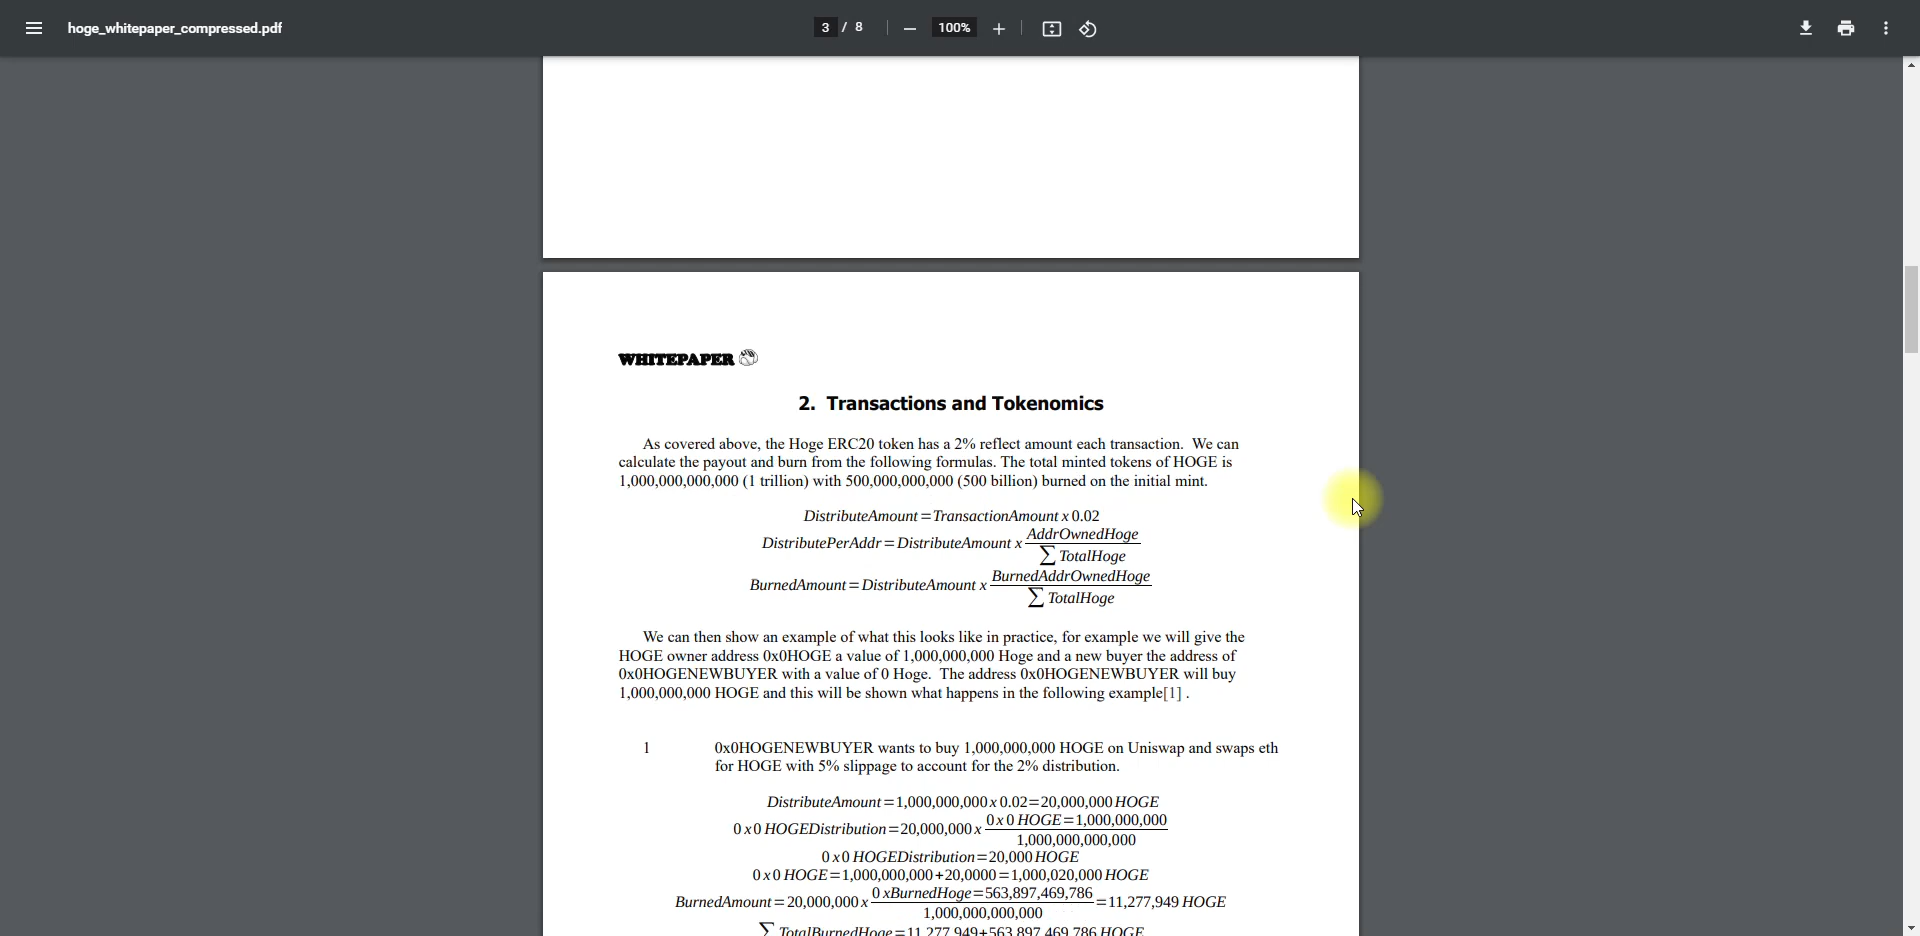 hoge_whitepaper_compressed.pdf
3 / 8
100%
WHITEPAPER
2. Transactions and Tokenomics
As covered above, the Hoge ERC20 token has a 2% reflect amount each transaction. We can
calculate the payout and burn from the following formulas. The total minted tokens of HOGE is
1,000,000,000,000 (1 trillion) with 500,000,000,000 (500 billion) burned on the initial mint.
DistributeAmount=TransactionAmount x 0.02
DistributePerAddr=DistributeAmount x AddrOwnedHoge
∑ TotalHoge
BurnedAmount=DistributeAmount x BurnedAddrOwnedHoge
∑ TotalHoge
We can then show an example of what this looks like in practice, for example we will give the
HOGE owner address 0x0HOGE a value of 1,000,000,000 Hoge and a new buyer the address of
0x0HOGENEWBUYER with a value of 0 Hoge. The address 0x0HOGENEWBUYER will buy
1,000,000,000 HOGE and this will be shown what happens in the following example[1] .
1 0x0HOGENEWBUYER wants to buy 1,000,000,000 HOGE on Uniswap and swaps eth
for HOGE with 5% slippage to account for the 2% distribution.
DistributeAmount=1,000,000,000 x 0.02=20,000,000 HOGE
0 x 0 HOGEDistribution=20,000,000 x 0 x 0 HOGE=1,000,000,000
1,000,000,000,000
0 x 0 HOGEDistribution=20,000 HOGE
0 x 0 HOGE=1,000,000,000+20,0000=1,000,020,000 HOGE
BurnedAmount=20,000,000 x 0 xBurnedHoge=563,897,469,786 =11,277,949 HOGE
1,000,000,000,000
∑ TotalBurnedHoge=11,277,949+563,897,469,786 HOGE